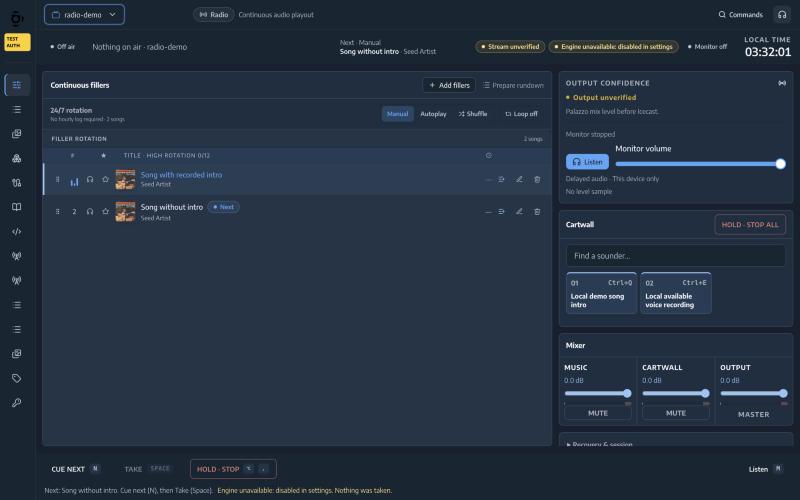 radio-demo
Radio
Continuous audio playout
Commands
TEST AUTH
Off air
Nothing on air · radio-demo
Next · Manual
Song without intro · Seed Artist
Stream unverified
Engine unavailable: disabled in settings
Monitor off
LOCAL TIME
03:32:01
Continuous fillers
Add fillers
Prepare rundown
24/7 rotation
No hourly log required · 2 songs
Manual
Autoplay
Shuffle
Loop off
FILLER ROTATION
2 songs
# ★ TITLE · HIGH ROTATION 0/12
Song with recorded intro
Seed Artist
—
2
Song without intro
Next
Seed Artist
—
OUTPUT CONFIDENCE
Output unverified
Palazzo mix level before Icecast.
Monitor stopped
Monitor volume
Listen
Delayed audio · This device only
No level sample
Cartwall
HOLD · STOP ALL
Find a sounder...
01 Ctrl+Q
Local demo song intro
02 Ctrl+E
Local available voice recording
Mixer
MUSIC
0.0 dB
MUTE
CARTWALL
0.0 dB
MUTE
OUTPUT
0.0 dB
MASTER
Recovery & session
CUE NEXT N
TAKE SPACE
HOLD · STOP
Listen M
Next: Song without intro. Cue next (N), then Take (Space). Engine unavailable: disabled in settings. Nothing was taken.